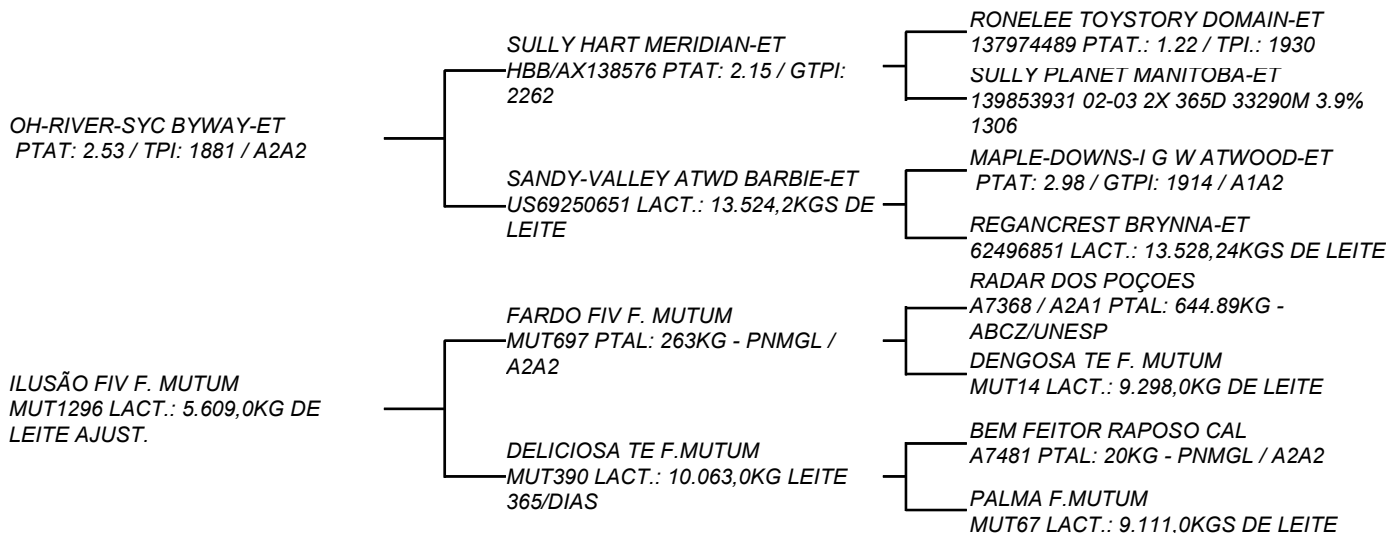 OH-RIVER-SYC BYWAY-ET
PTAT: 2.53 / TPI: 1881 / A2A2
ILUSÃO FIV F. MUTUM
MUT1296 LACT.: 5.609,0KG DE
LEITE AJUST.
SULLY HART MERIDIAN-ET
HBB/AX138576 PTAT: 2.15 / GTPI:
2262
SANDY-VALLEY ATWD BARBIE-ET
US69250651 LACT.: 13.524,2KGS DE
LEITE
FARDO FIV F. MUTUM
MUT697 PTAL: 263KG - PNMGL /
A2A2
DELICIOSA TE F.MUTUM
MUT390 LACT.: 10.063,0KG LEITE
365/DIAS
RONELEE TOYSTORY DOMAIN-ET
137974489 PTAT.: 1.22 / TPI.: 1930
SULLY PLANET MANITOBA-ET
139853931 02-03 2X 365D 33290M 3.9%
1306
MAPLE-DOWNS-I G W ATWOOD-ET
PTAT: 2.98 / GTPI: 1914 / A1A2
REGANCREST BRYNNA-ET
62496851 LACT.: 13.528,24KGS DE LEITE
RADAR DOS POÇOES
A7368 / A2A1 PTAL: 644.89KG -
ABCZ/UNESP
DENGOSA TE F. MUTUM
MUT14 LACT.: 9.298,0KG DE LEITE
BEM FEITOR RAPOSO CAL
A7481 PTAL: 20KG - PNMGL / A2A2
PALMA F.MUTUM
MUT67 LACT.: 9.111,0KGS DE LEITE